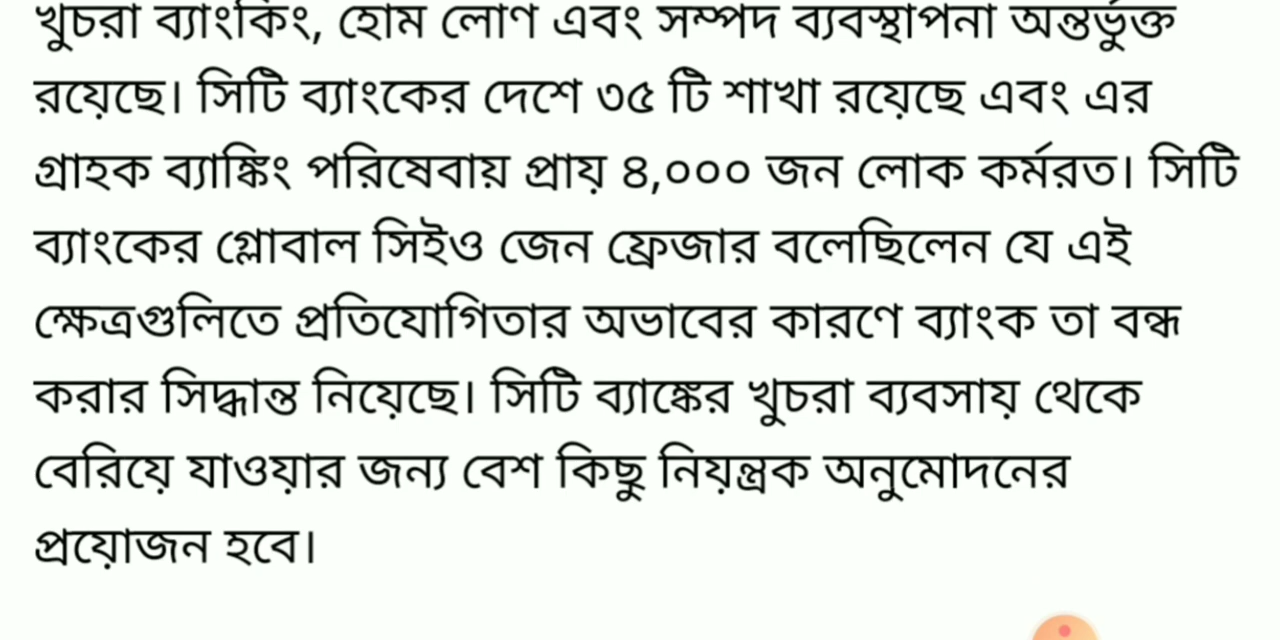 খুচরা ব্যাংকিং, হোম লোণ এবং সম্পদ ব্যবস্থাপনা অন্তর্ভুক্ত
রয়েছে। সিটি ব্যাংকের দেশে ৩৫ টি শাখা রয়েছে এবং এর
গ্রাহক ব্যাঙ্কিং পরিষেবায় প্রায় ৪,০০০ জন লোক কর্মরত। সিটি
ব্যাংকের গ্লোবাল সিইও জেন ফ্রেজার বলেছিলেন যে এই
ক্ষেত্রগুলিতে প্রতিযোগিতার অভাবের কারণে ব্যাংক তা বন্ধ
করার সিদ্ধান্ত নিয়েছে। সিটি ব্যাঙ্কের খুচরা ব্যবসায় থেকে
বেরিয়ে যাওয়ার জন্য বেশ কিছু নিয়ন্ত্রক অনুমোদনের
প্রয়োজন হবে।